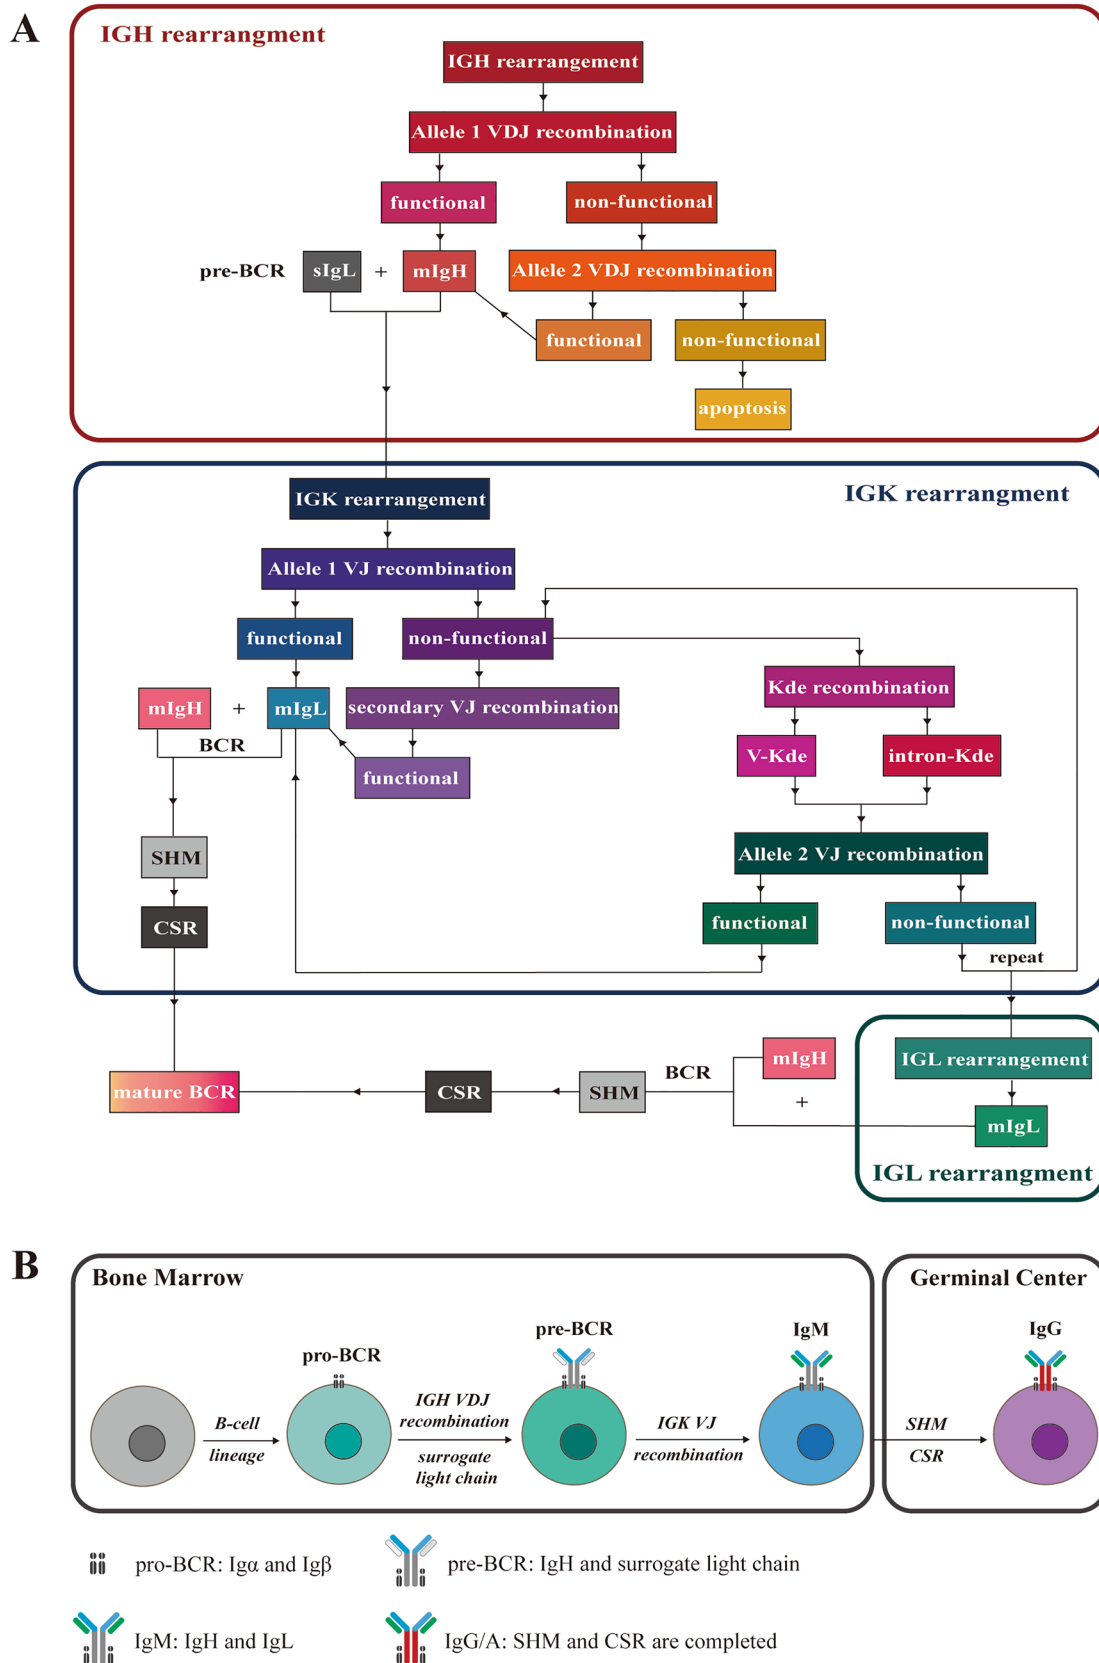 A
IGH rearrangment
IGH rearrangement
Allele 1 VDJ recombination
functional
non-functional
pre-BCR
sIgL
+
mIgH
Allele 2 VDJ recombination
functional
non-functional
apoptosis
IGK rearrangement
IGK rearrangment
Allele 1 VJ recombination
functional
non-functional
Kde recombination
mIgH
+
mIgL
secondary VJ recombination
BCR
V-Kde
intron-Kde
functional
SHM
Allele 2 VJ recombination
CSR
functional
non-functional
repeat
mIgH
IGL rearrangement
BCR
mature BCR
CSR
SHM
+
mIgL
IGL rearrangment
B
Bone Marrow
Germinal Center
pre-BCR
IgM
IgG
pro-BCR
B-cell
lineage
IGH VDJ
recombination
surrogate
light chain
IGK VJ
recombination
SHM
CSR
pro-BCR: Igα and Igβ
pre-BCR: IgH and surrogate light chain
IgM: IgH and IgL
IgG/A: SHM and CSR are completed